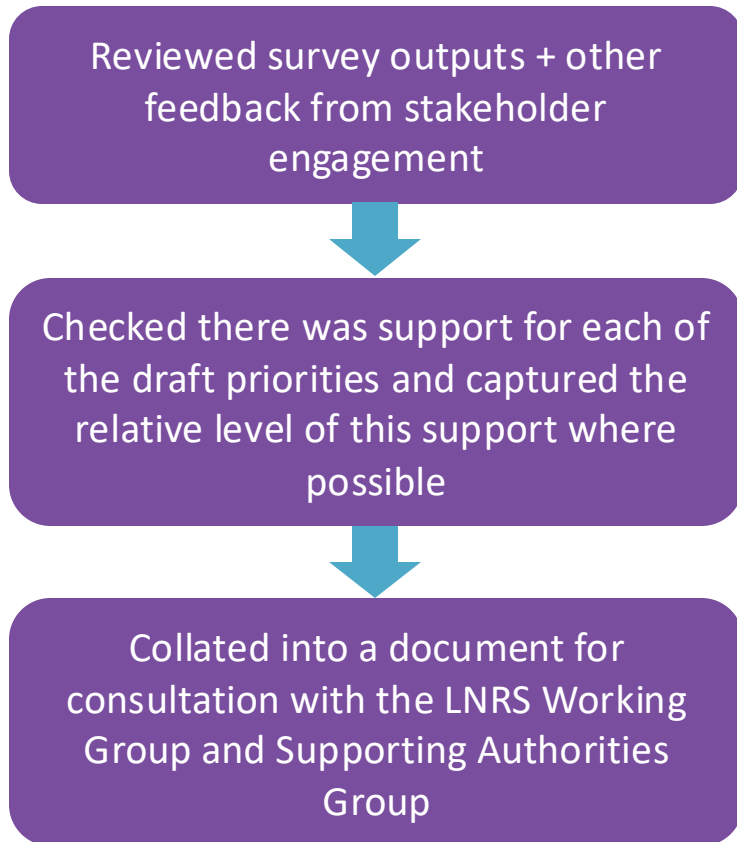 Reviewed survey outputs + other
feedback from stakeholder
engagement
Checked there was support for each of
the draft priorities and captured the
relative level of this support where
possible
Collated into a document for
consultation with the LNRS Working
Group and Supporting Authorities
Group